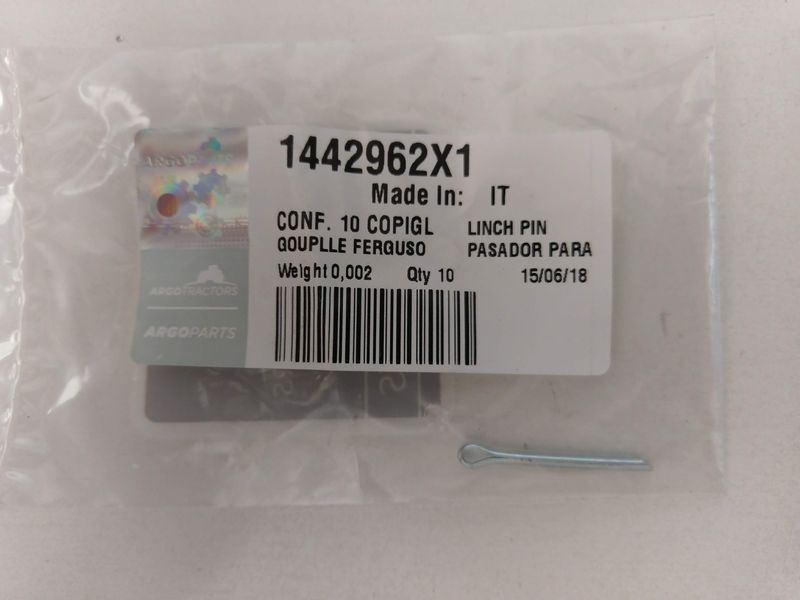 1442962X1
Made In: IT
CONF. 10 COPIGL LINCH PIN
GOUPLLE FERGUSO PASADOR PARA
Weight 0,002 Qty 10 15/06/18
ARGOPARTS
ARGOTRACTORS
ARGOPARTS